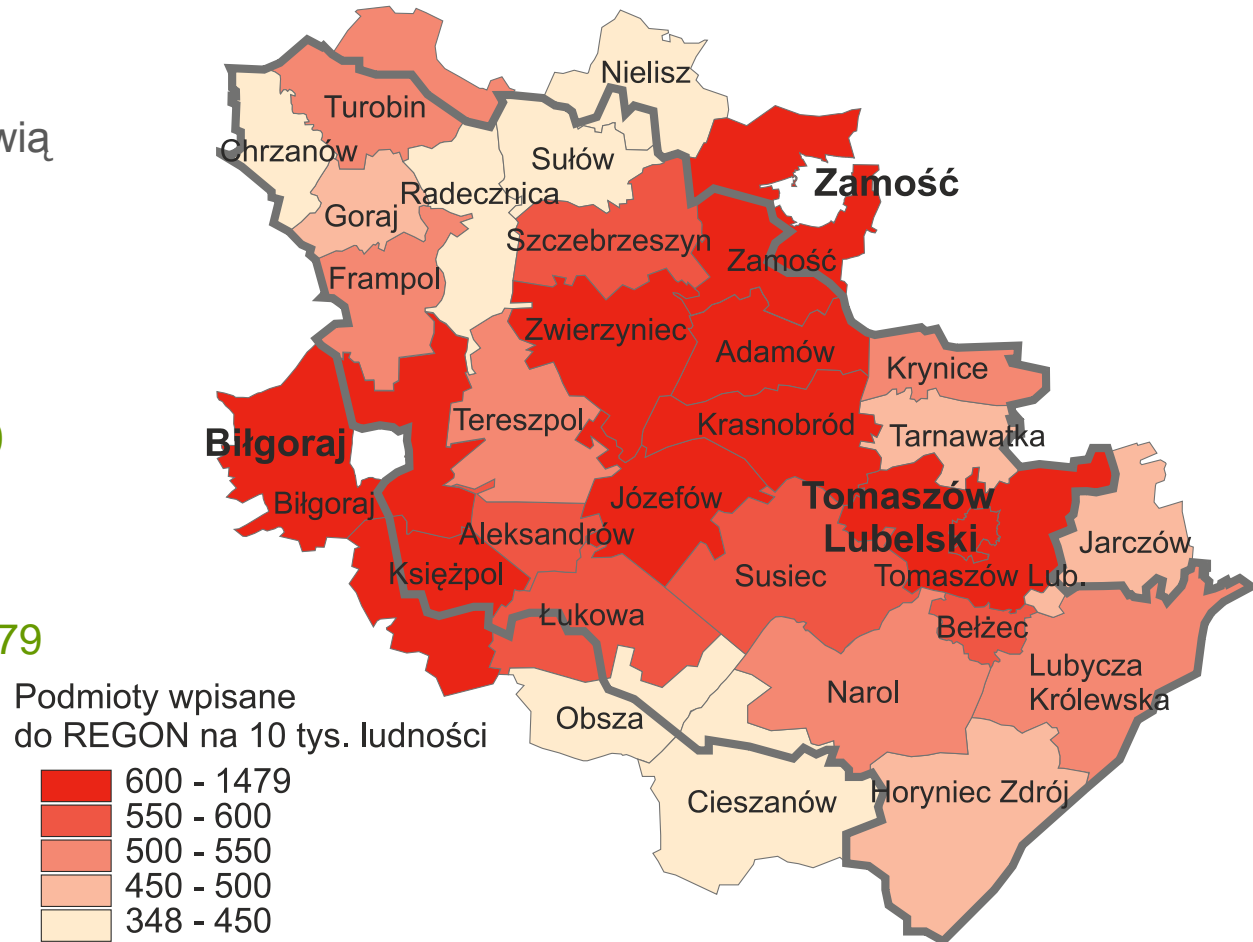 wią
)
79
Nielisz
Turobin
Chrzanów
Sułów
Radecznica
Zamość
Goraj
Szczebrzeszyn
Zamość
Frampol
Zwierzyniec
Adamów
Krynice
Tereszpol
Krasnobród
Tarnawatka
Biłgoraj
Biłgoraj
Józefów
Tomaszów
Lubelski
Aleksandrów
Jarczów
Księżpol
Susiec
Tomaszów Lub.
Łukowa
Bełżec
Lubycza
Królewska
Narol
Obsza
Cieszanów
Horyniec Zdrój
Podmioty wpisane
do REGON na 10 tys. ludności
600 - 1479
550 - 600
500 - 550
450 - 500
348 - 450